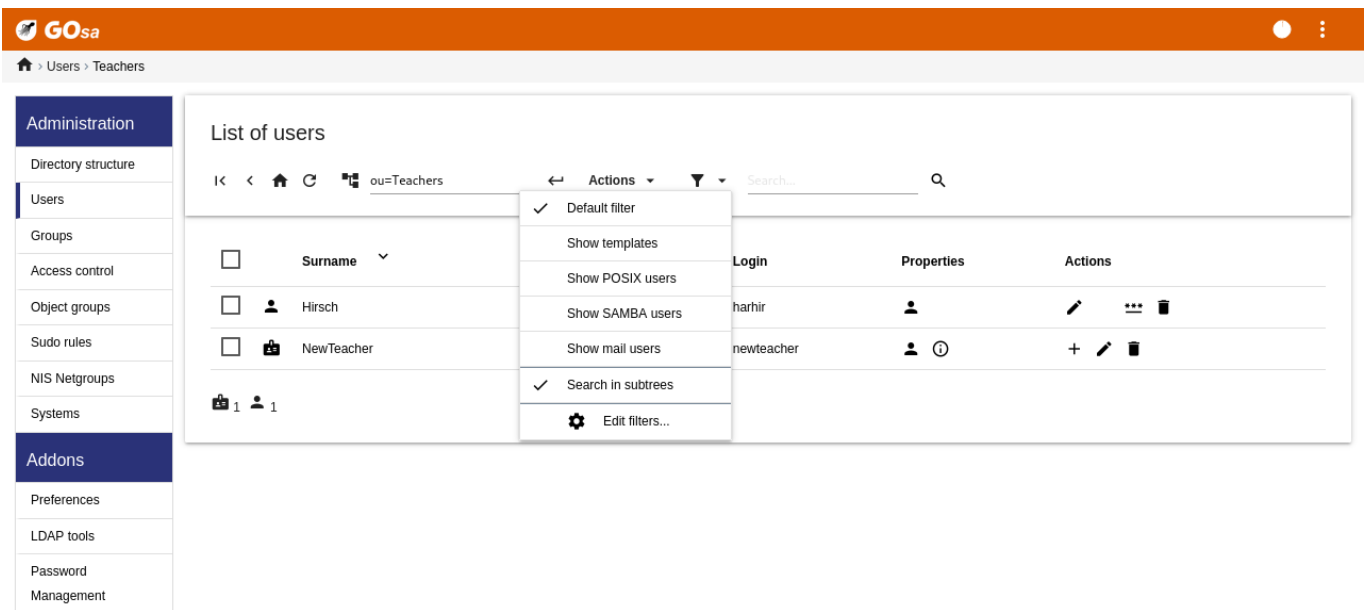 GOsa
› Users › Teachers
Administration
Directory structure
Users
Groups
Access control
Object groups
Sudo rules
NIS Netgroups
Systems
Addons
Preferences
LDAP tools
Password
Management
List of users
ou=Teachers
Actions
Search...
Default filter
Show templates
Show POSIX users
Show SAMBA users
Show mail users
Search in subtrees
Edit filters...
Surname Login Properties Actions
Hirsch harhir
NewTeacher newteacher
1 1